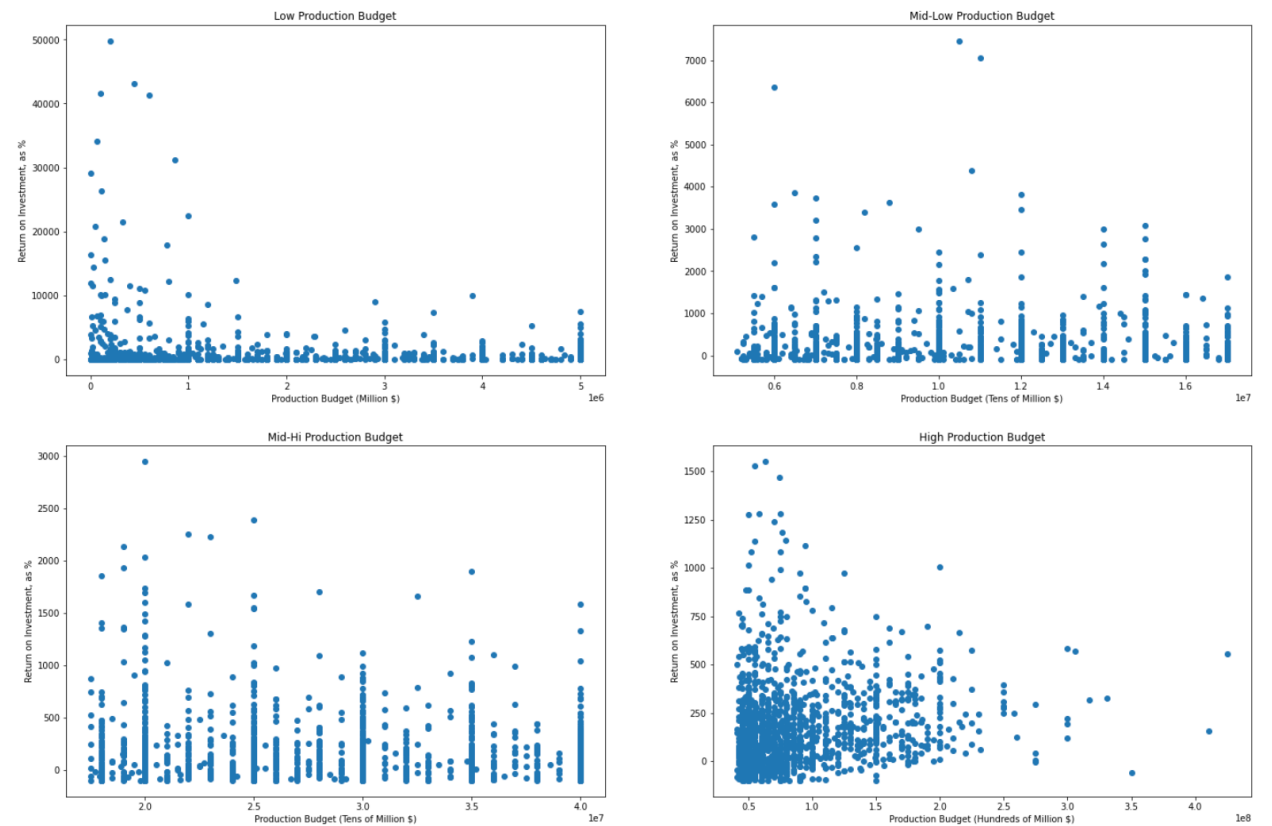 Low Production Budget
50000
40000
30000
20000
10000
0
Return on Investment, as %
0 1 2 3 4 5
1e6
Production Budget (Million $)
Mid-Low Production Budget
7000
6000
5000
4000
3000
2000
1000
0
Return on Investment, as %
0.6 0.8 1.0 1.2 1.4 1.6
1e7
Production Budget (Tens of Million $)
Mid-Hi Production Budget
3000
2500
2000
1500
1000
500
0
Return on Investment, as %
2.0 2.5 3.0 3.5 4.0
1e7
Production Budget (Tens of Million $)
High Production Budget
1500
1250
1000
750
500
250
0
Return on Investment, as %
0.5 1.0 1.5 2.0 2.5 3.0 3.5 4.0
1e8
Production Budget (Hundreds of Million $)